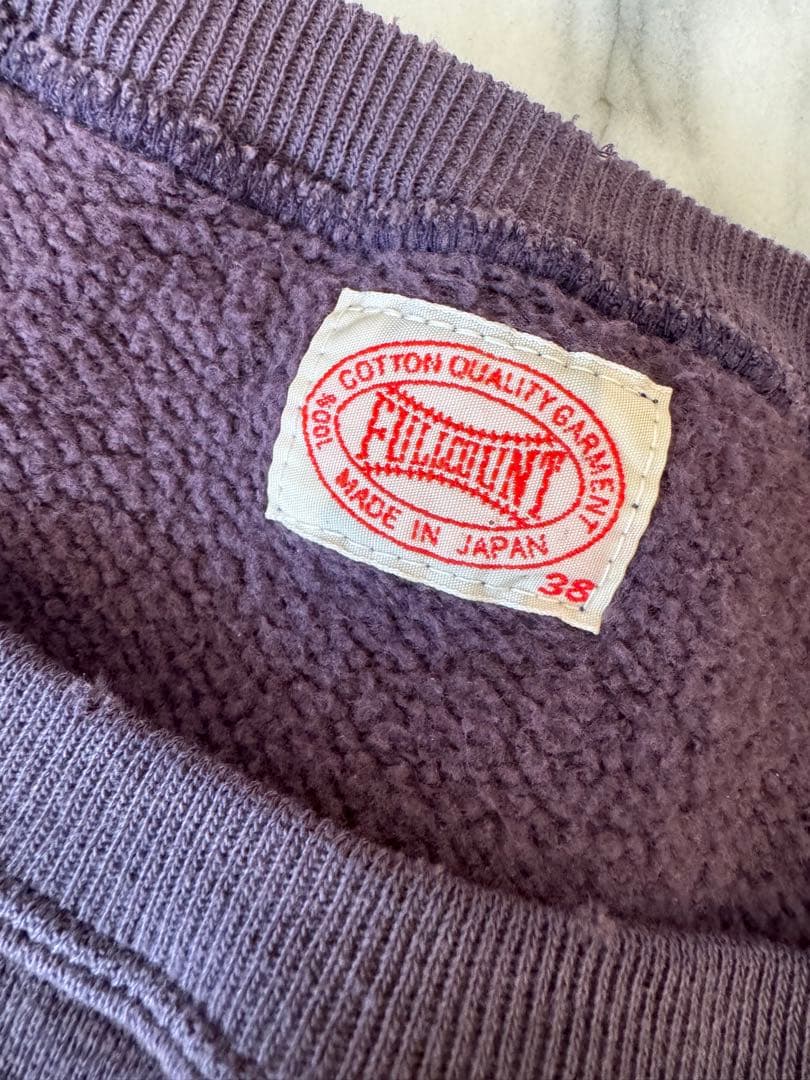 100% COTTON QUALITY GARMENT
FULLCOUNT
MADE IN JAPAN
38